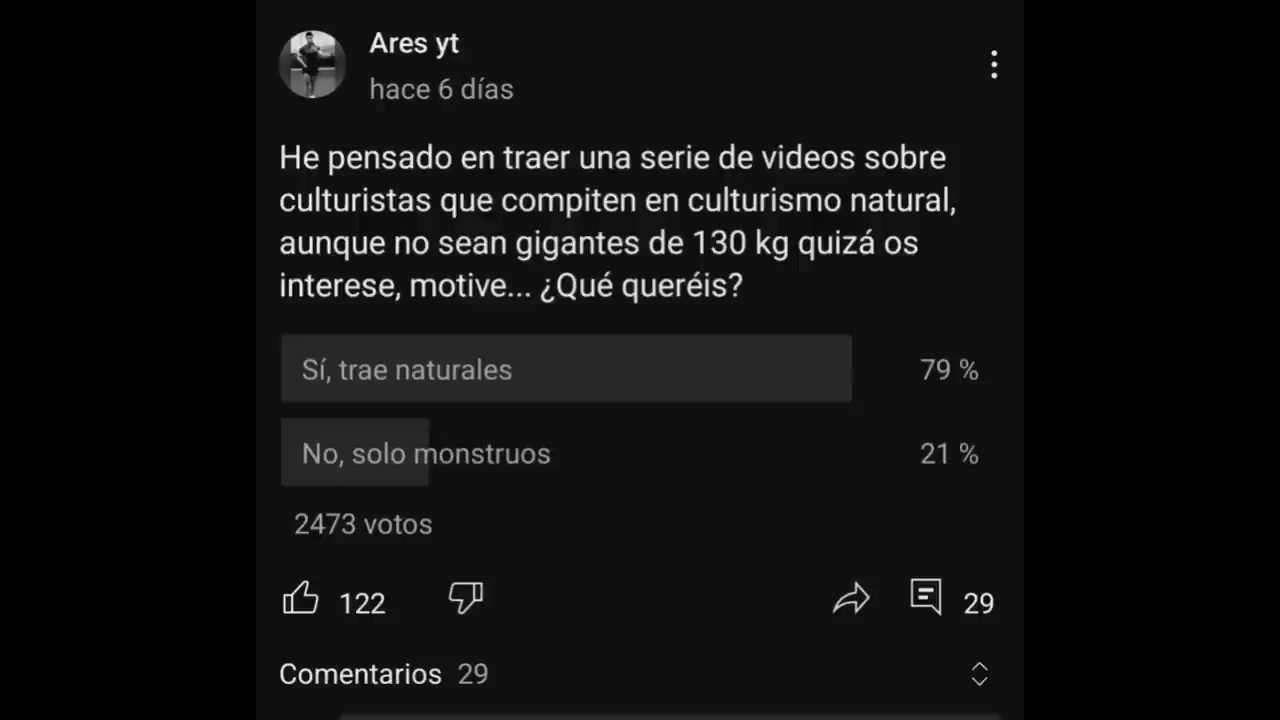 Ares yt
hace 6 días
He pensado en traer una serie de videos sobre
culturistas que compiten en culturismo natural,
aunque no sean gigantes de 130 kg quizá os
interese, motive... ¿Qué queréis?
Sí, trae naturales 79 %
No, solo monstruos 21 %
2473 votos
122 29
Comentarios 29